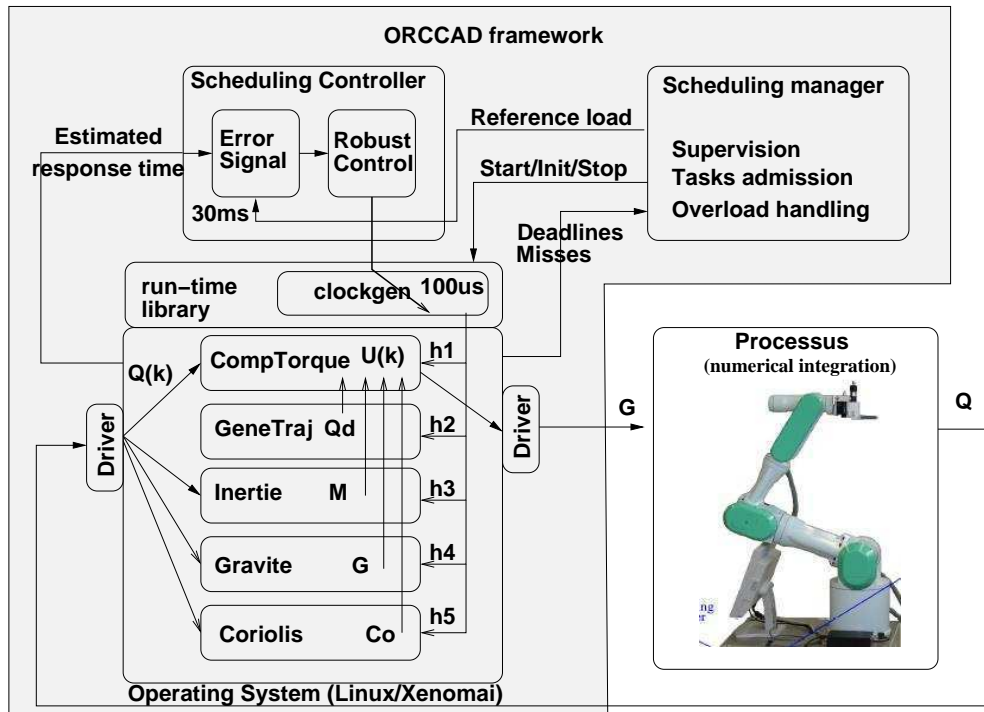 ORCCAD framework
Scheduling Controller
Scheduling manager
Error
Signal
Robust
Control
30ms
Estimated
response time
Reference load
Start/Init/Stop
Supervision
Tasks admission
Overload handling
Deadlines
Misses
run-time
library
clockgen
100us
Q(k)
CompTorque U(k)
h1
GeneTraj Qd
h2
Inertie M
h3
Gravite G
h4
Coriolis Co
h5
Driver
Driver
Operating System (Linux/Xenomai)
G
Processus
(numerical integration)
Q
ng
er